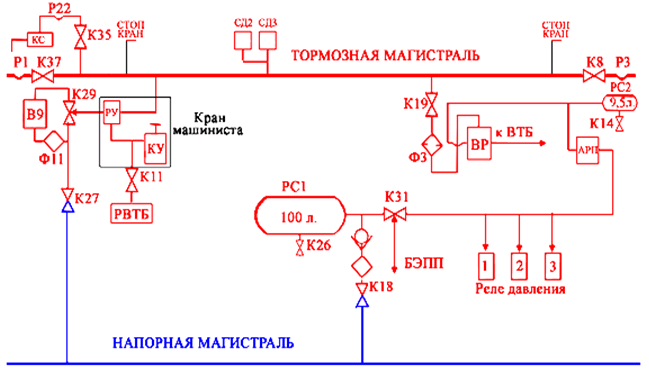 Р22
КС
К35
СТОП
КРАН
СД2
СД3
ТОРМОЗНАЯ МАГИСТРАЛЬ
СТОП
КРАН
Р1
К37
К8
Р3
К29
В9
Ф11
РУ
КУ
Кран
машиниста
К11
РВТБ
К27
К19
Ф3
ВР
к ВТБ
РС2
9,5л
К14
АРП
РС1
100 л.
К26
К31
БЭПП
К18
1
2
3
Реле давления
НАПОРНАЯ МАГИСТРАЛЬ